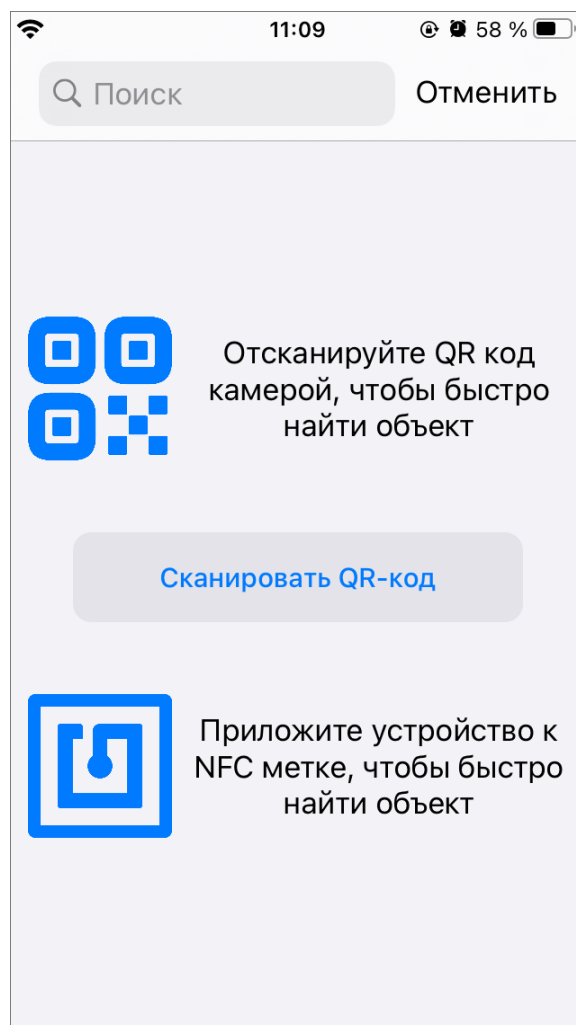 11:09 58 %
Поиск Отменить
Отсканируйте QR код
камерой, чтобы быстро
найти объект
Сканировать QR-код
Приложите устройство к
NFC метке, чтобы быстро
найти объект